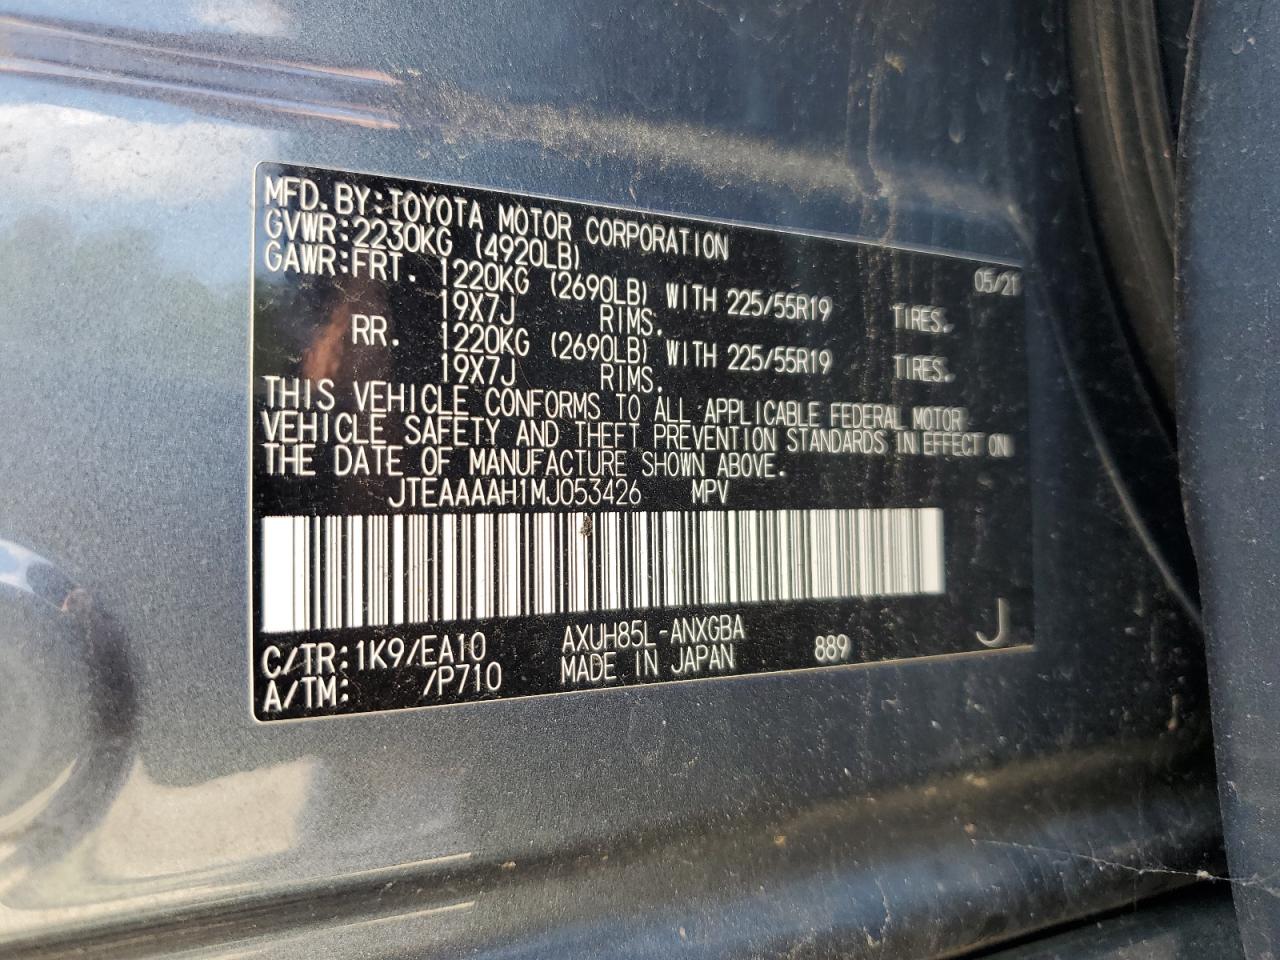 MFD.BY:TOYOTA MOTOR CORPORATION 05/21
GVWR:2230KG (4920LB)
GAWR:FRT. 1220KG (2690LB) WITH 225/55R19 TIRES.
19X7J RIMS.
RR. 1220KG (2690LB) WITH 225/55R19 TIRES.
19X7J RIMS.
THIS VEHICLE CONFORMS TO ALL APPLICABLE FEDERAL MOTOR
VEHICLE SAFETY AND THEFT PREVENTION STANDARDS IN EFFECT ON
THE DATE OF MANUFACTURE SHOWN ABOVE.
JTEAAAAH1MJ053426 MPV
C/TR:1K9/EA10 AXUH85L-ANXGBA 889 J
A/TM: /P710 MADE IN JAPAN